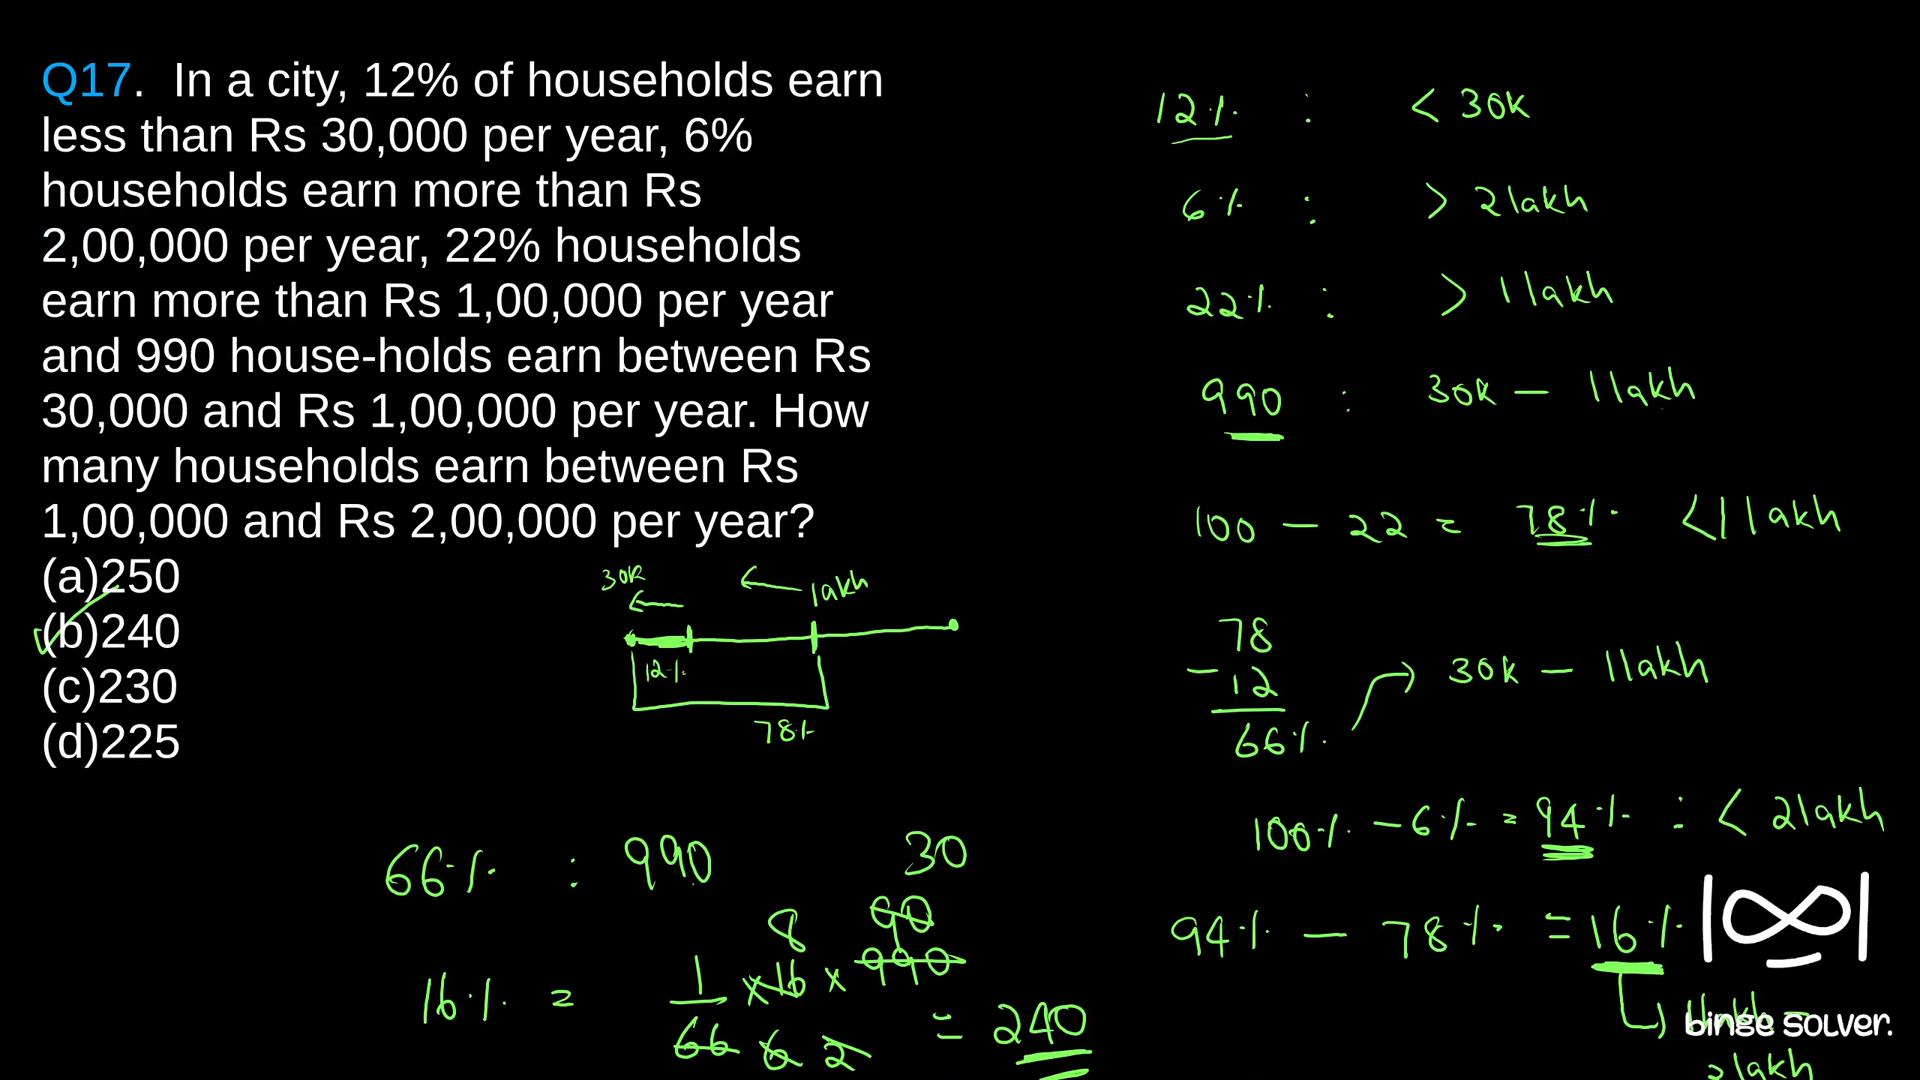 Q17. In a city, 12% of households earn
less than Rs 30,000 per year, 6%
households earn more than Rs
2,00,000 per year, 22% households
earn more than Rs 1,00,000 per year
and 990 house-holds earn between Rs
30,000 and Rs 1,00,000 per year. How
many households earn between Rs
1,00,000 and Rs 2,00,000 per year?
(a)250
(b)240
(c)230
(d)225
30k
1lakh
12%
78%
66% : 990
30
8 90
16% = 1/66 x16 x 990 = 240
6 2
12% : < 30k
6% : > 2lakh
22% : > 1lakh
990 : 30k — 1lakh
100 — 22 = 78% < 1lakh
78
- 12
66%
30k — 1lakh
100% - 6% = 94% : < 2lakh
94% — 78% = 16%
2lakh
binge solver.